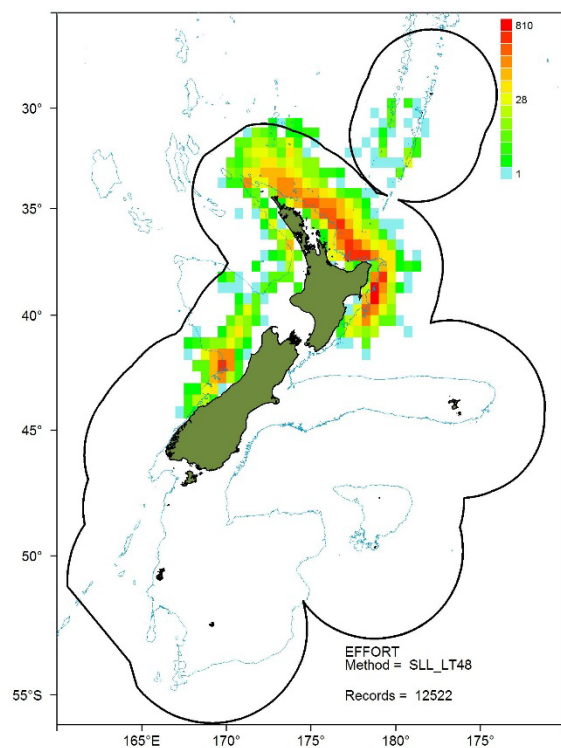 810
28
1
30°
35°
40°
45°
50°
55°S
EFFORT
Method = SLL_LT48
Records = 12522
165°E 170° 175° 180° 175°